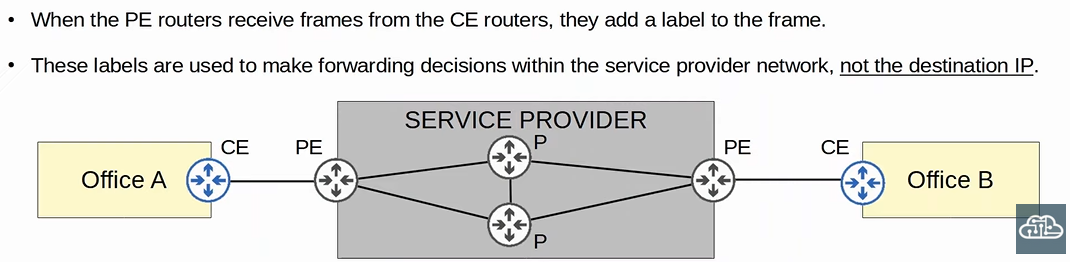 • When the PE routers receive frames from the CE routers, they add a label to the frame.
• These labels are used to make forwarding decisions within the service provider network, not the destination IP.
SERVICE PROVIDER
CE PE P PE CE
Office A Office B
P